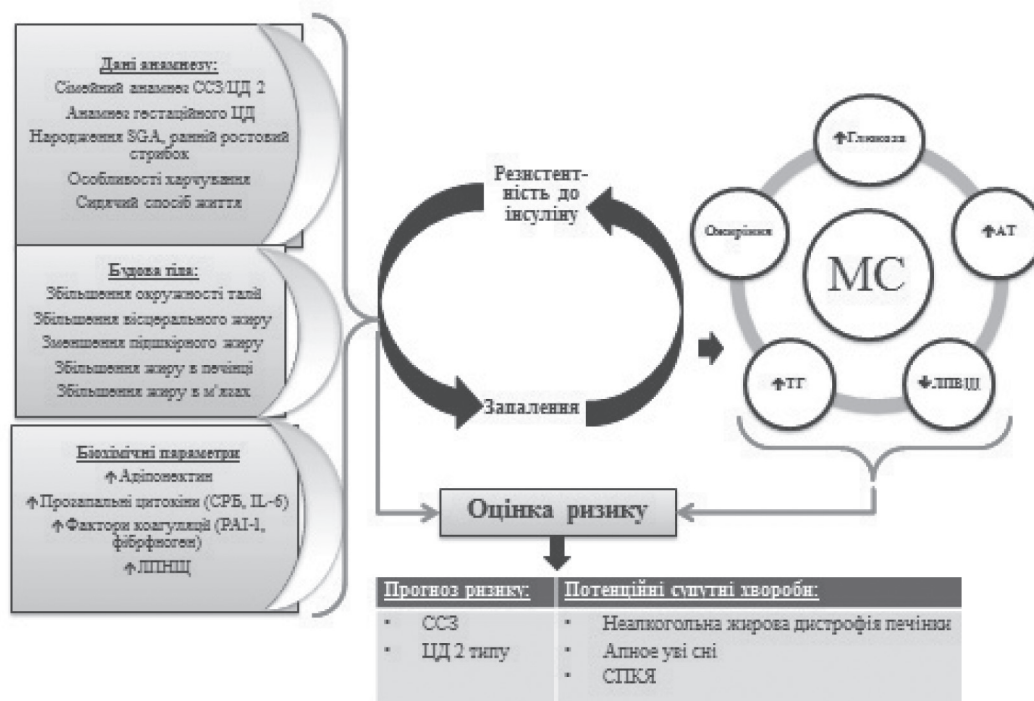 Дані анамнезу:
Сімейний анамнез ССЗ/ЦД 2
Анамнез гестаційного ЦД
Народження SGA, ранній ростовий
стрибок
Особливості харчування
Сидячий спосіб життя
Будова тіла:
Збільшення окружності талії
Збільшення вісцерального жиру
Зменшення підшкірного жиру
Збільшення жиру в печінці
Збільшення жиру в м'язах
Біохімічні параметри
↑Адіпонектин
↑Прозапальні цитокіни (СРБ, IL-6)
↑Фактори коагуляції (PAI-1,
фібрфноген)
↑ЛПНЩ
Резистент-
ність до
інсуліну
Запалення
↑Глюкоза
Ожиріння
↑АТ
МС
↑ТГ
↓ЛПВЩ
Оцінка ризику
Прогноз ризику:
• ССЗ
• ЦД 2 типу
Потенційні супутні хвороби:
• Неалкогольна жирова дистрофія печінки
• Апное уві сні
• СПКЯ